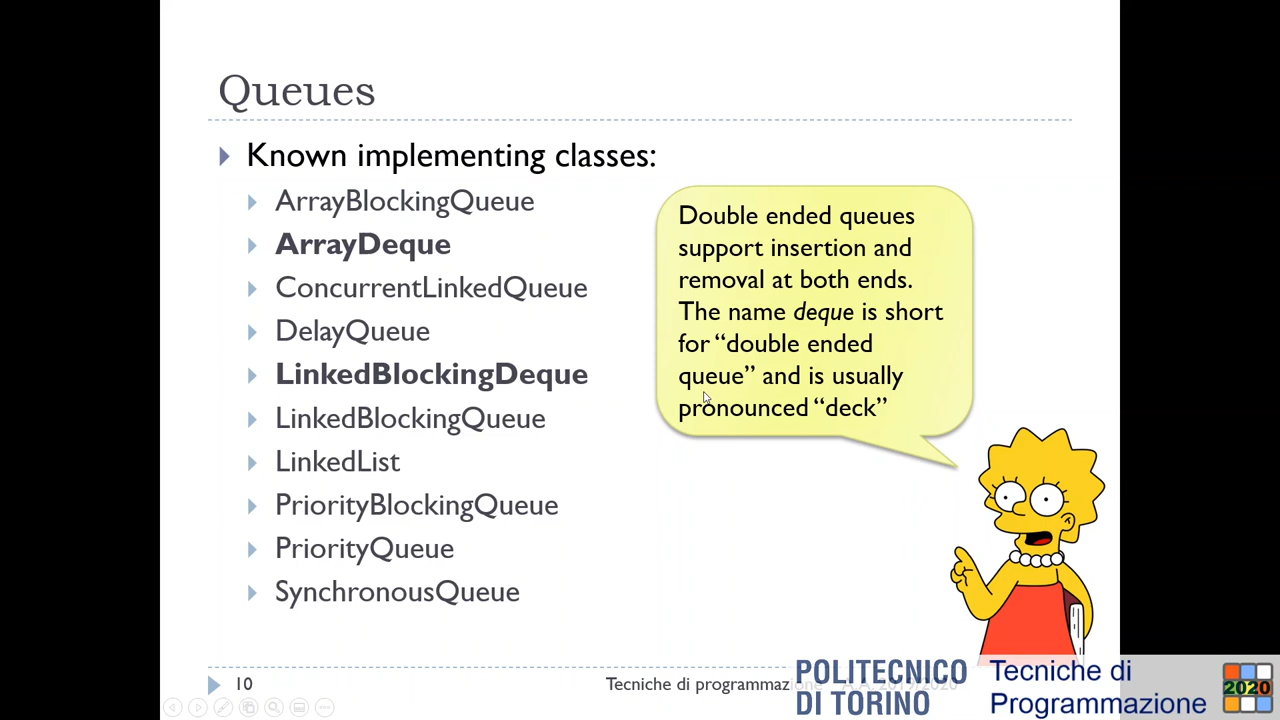 Queues
Known implementing classes:
ArrayBlockingQueue
ArrayDeque
ConcurrentLinkedQueue
DelayQueue
LinkedBlockingDeque
LinkedBlockingQueue
LinkedList
PriorityBlockingQueue
PriorityQueue
SynchronousQueue
Double ended queues
support insertion and
removal at both ends.
The name deque is short
for “double ended
queue” and is usually
pronounced “deck”
10
Tecniche di programmazione A.A. 2019/2020
POLITECNICO
DI TORINO
Tecniche di
Programmazione
2020